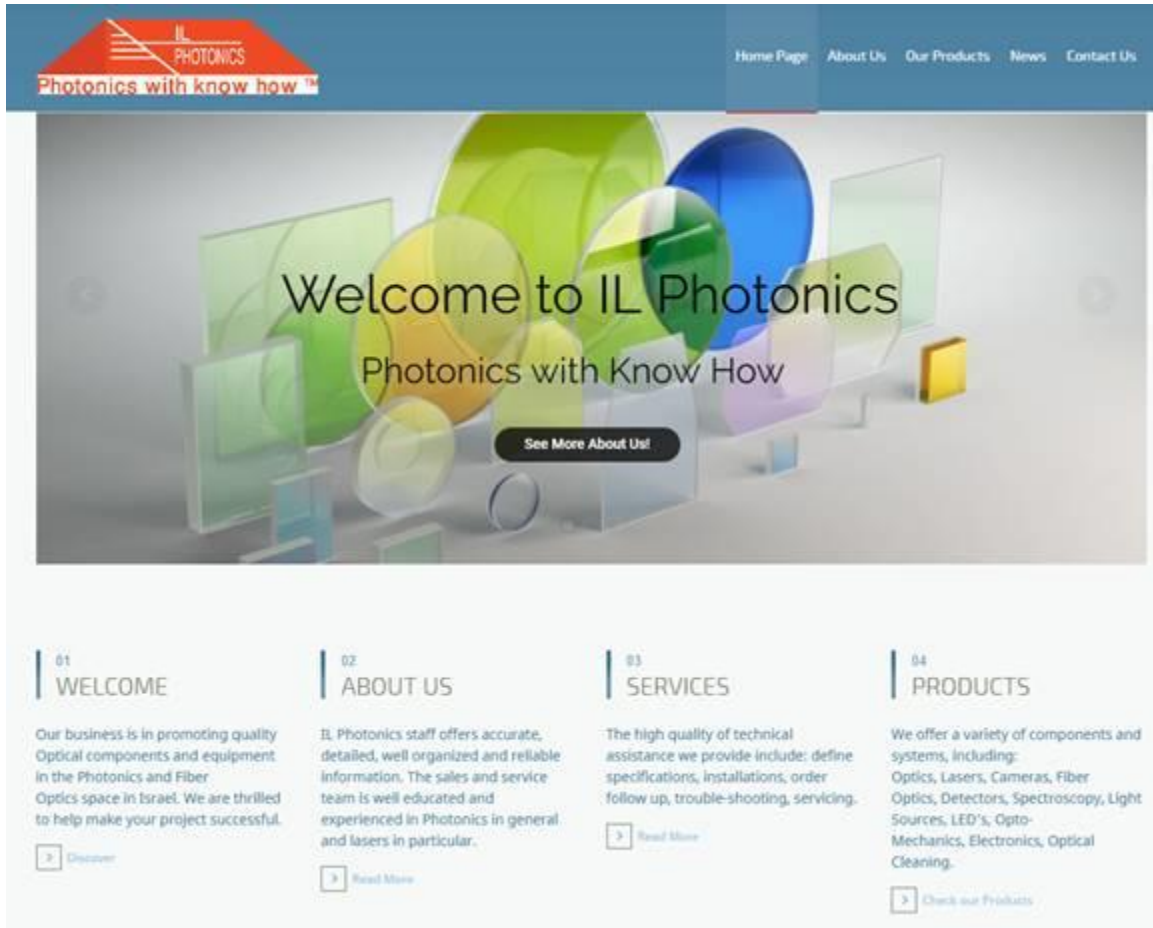 IL
PHOTONICS
Photonics with know how ™
Home Page About Us Our Products News Contact Us
Welcome to IL Photonics
Photonics with Know How
See More About Us!
01
WELCOME
Our business is in promoting quality
Optical components and equipment
in the Photonics and Fiber
Optics space in Israel. We are thrilled
to help make your project successful.
Discover
02
ABOUT US
IL Photonics staff offers accurate,
detailed, well organized and reliable
information. The sales and service
team is well educated and
experienced in Photonics in general
and lasers in particular.
Read More
03
SERVICES
The high quality of technical
assistance we provide include: define
specifications, installations, order
follow up, trouble-shooting, servicing.
Read More
04
PRODUCTS
We offer a variety of components and
systems, including:
Optics, Lasers, Cameras, Fiber
Optics, Detectors, Spectroscopy, Light
Sources, LED's, Opto-
Mechanics, Electronics, Optical
Cleaning.
Check our Products